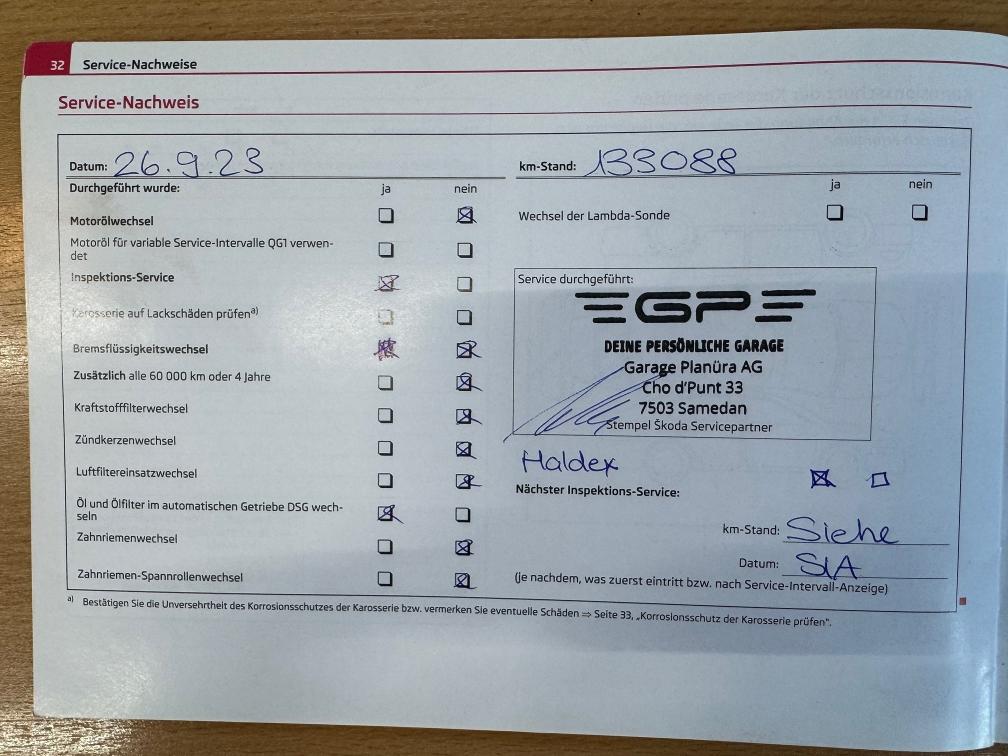 32 Service-Nachweise
Service-Nachweis
Datum: 26.9.23
Durchgeführt wurde: ja nein
Motorölwechsel
Motoröl für variable Service-Intervalle QG1 verwen-
det
Inspektions-Service
Karosserie auf Lackschäden prüfen a)
Bremsflüssigkeitswechsel
Zusätzlich alle 60 000 km oder 4 Jahre
Kraftstofffilterwechsel
Zündkerzenwechsel
Luftfiltereinsatzwechsel
Öl und Ölfilter im automatischen Getriebe DSG wech-
seln
Zahnriemenwechsel
Zahnriemen-Spannrollenwechsel
km-Stand: 133088
ja nein
Wechsel der Lambda-Sonde
Service durchgeführt:
GP
DEINE PERSÖNLICHE GARAGE
Garage Planüra AG
Cho d'Punt 33
7503 Samedan
Stempel Škoda Servicepartner
Haldex
Nächster Inspektions-Service:
km-Stand: Siehe
Datum: SIA
(je nachdem, was zuerst eintritt bzw. nach Service-Intervall-Anzeige)
a) Bestätigen Sie die Unversehrtheit des Korrosionsschutzes der Karosserie bzw. vermerken Sie eventuelle Schäden ⇒ Seite 33, „Korrosionsschutz der Karosserie prüfen".